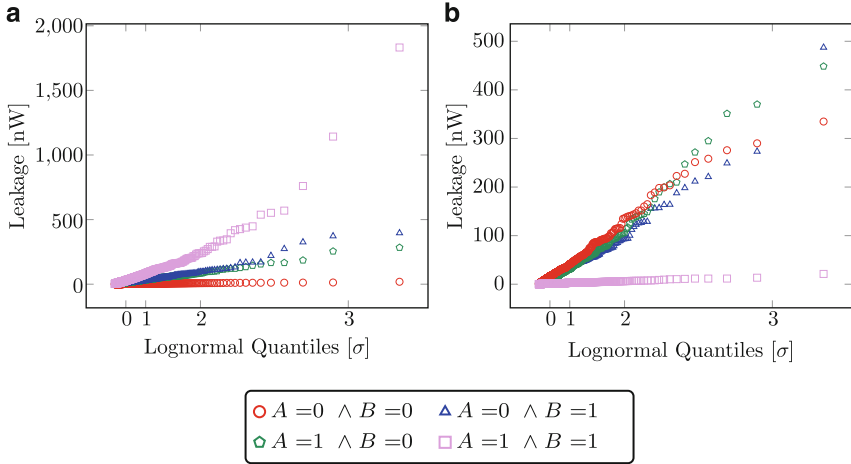 a
2,000
1,500
1,000
500
0
Leakage [nW]
0 1 2 3
Lognormal Quantiles [σ]
b
500
400
300
200
100
0
Leakage [nW]
0 1 2 3
Lognormal Quantiles [σ]
A =0 ∧ B =0 A =0 ∧ B =1
A =1 ∧ B =0 A =1 ∧ B =1